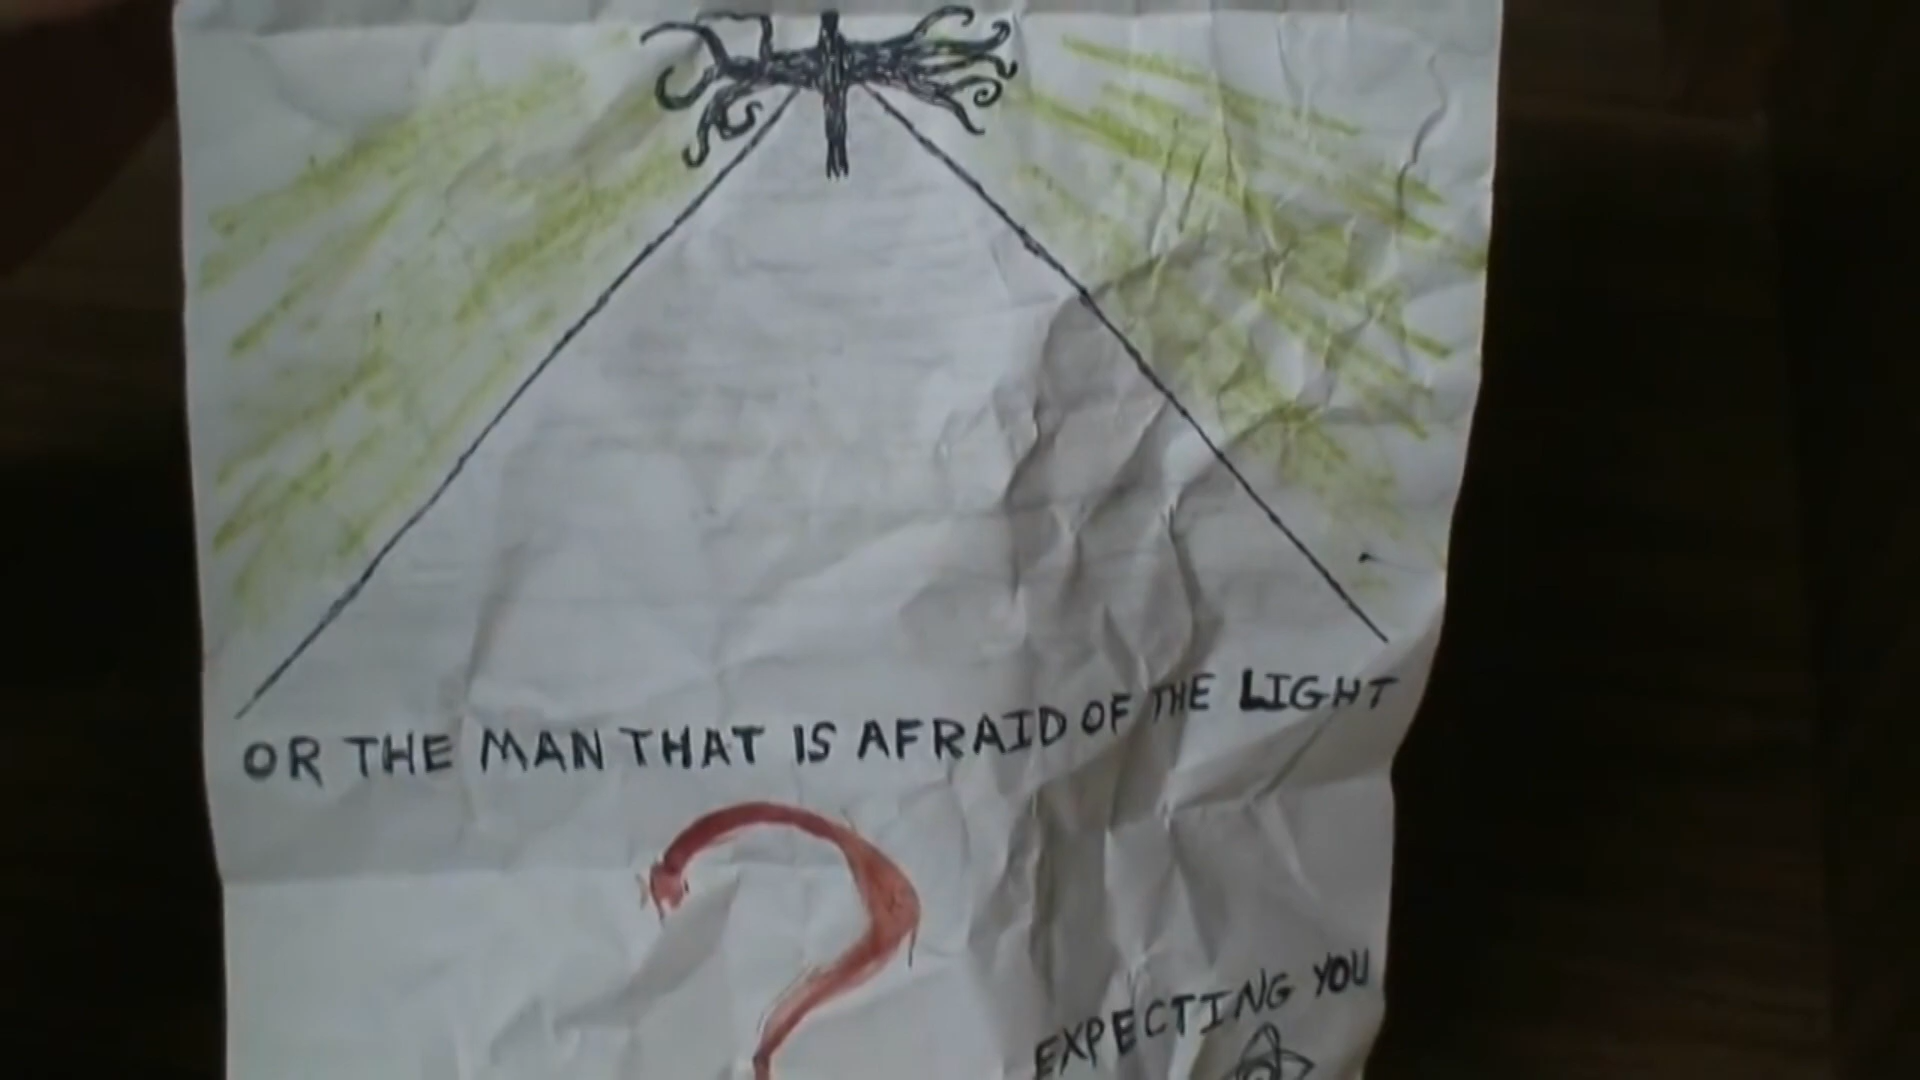 OR THE MAN THAT IS AFRAID OF THE LIGHT
?
EXPECTING YOU